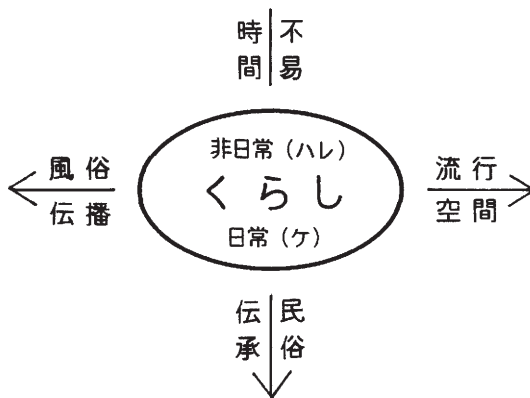 不易
時間
非日常(ハレ)
くらし
日常(ケ)
風俗
伝播
流行
空間
民俗
伝承